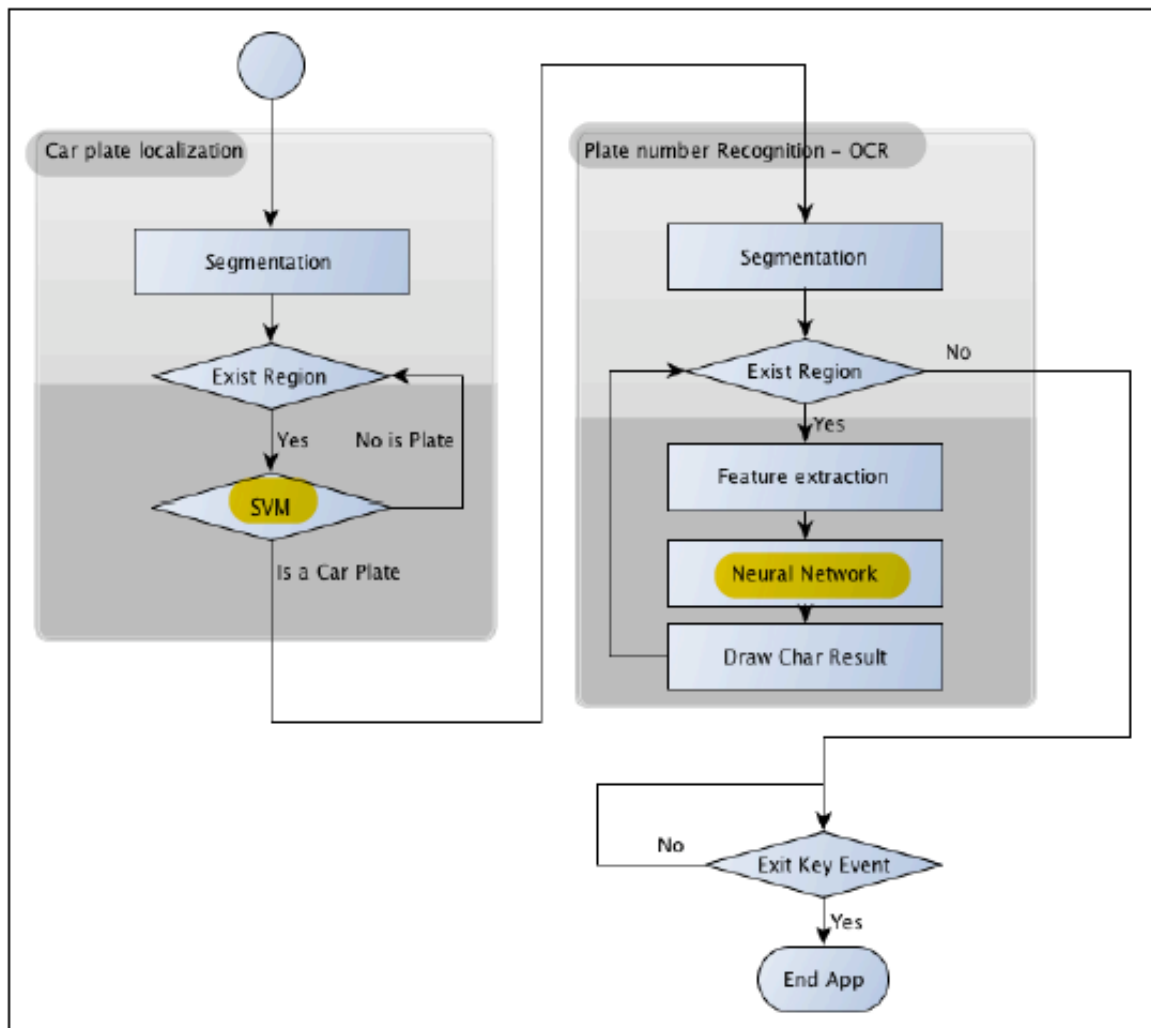 Car plate localization
Segmentation
Exist Region
Yes
No is Plate
SVM
Is a Car Plate
Plate number Recognition - OCR
Segmentation
Exist Region
No
Yes
Feature extraction
Neural Network
Draw Char Result
No
Exit Key Event
Yes
End App